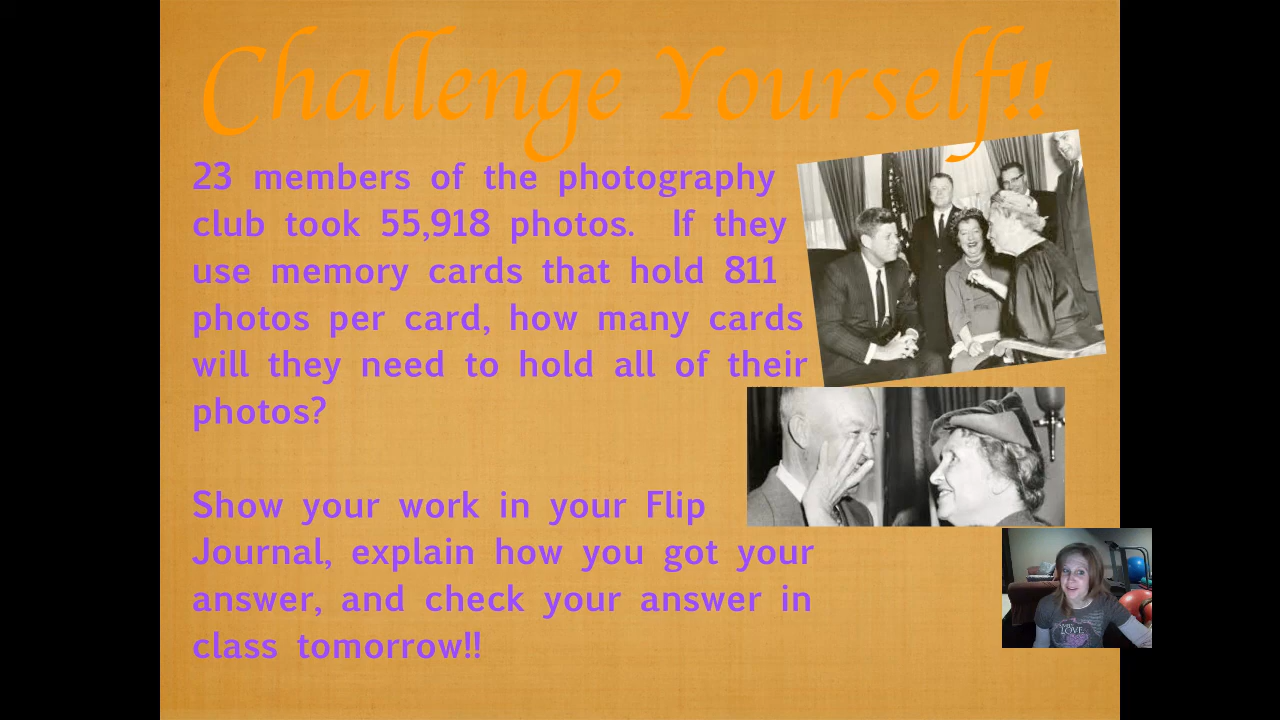 Challenge Yourself!!
23 members of the photography
club took 55,918 photos. If they
use memory cards that hold 811
photos per card, how many cards
will they need to hold all of their
photos?
Show your work in your Flip
Journal, explain how you got your
answer, and check your answer in
class tomorrow!!
LOVE